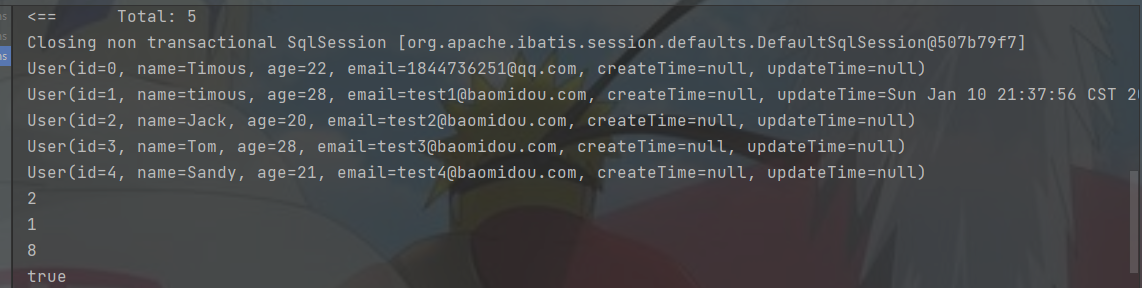 <==      Total: 5
Closing non transactional SqlSession [org.apache.ibatis.session.defaults.DefaultSqlSession@507b79f7]
User(id=0, name=Timous, age=22, email=1844736251@qq.com, createTime=null, updateTime=null)
User(id=1, name=timous, age=28, email=test1@baomidou.com, createTime=null, updateTime=Sun Jan 10 21:37:56 CST
User(id=2, name=Jack, age=20, email=test2@baomidou.com, createTime=null, updateTime=null)
User(id=3, name=Tom, age=28, email=test3@baomidou.com, createTime=null, updateTime=null)
User(id=4, name=Sandy, age=21, email=test4@baomidou.com, createTime=null, updateTime=null)
2
1
8
true